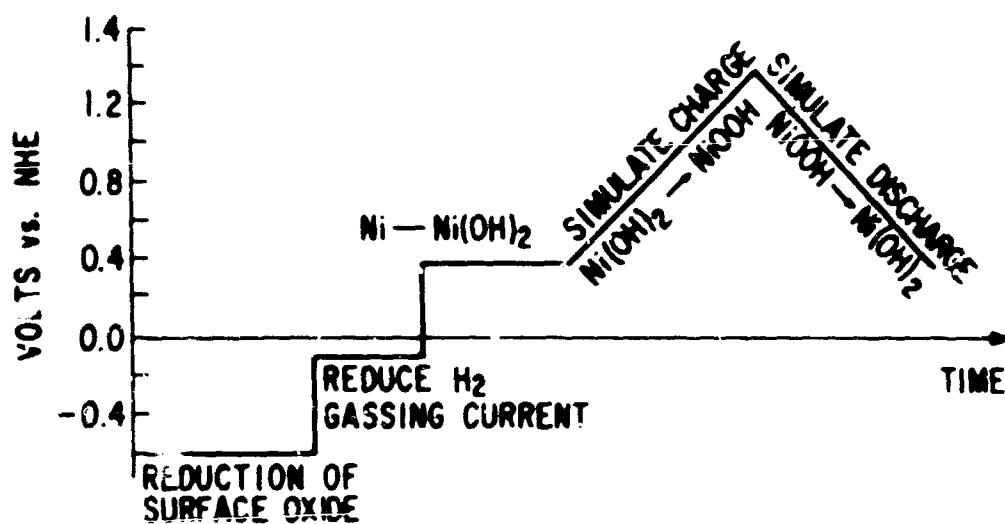 1.4
1.2
0.8
0.4
0.0
-0.4
VOLTS vs. NHE
Ni — Ni(OH)2
SIMULATE CHARGE
Ni(OH)2 → NiOOH
SIMULATE DISCHARGE
NiOOH → Ni(OH)2
REDUCE H2
GASSING CURRENT
TIME
REDUCTION OF
SURFACE OXIDE